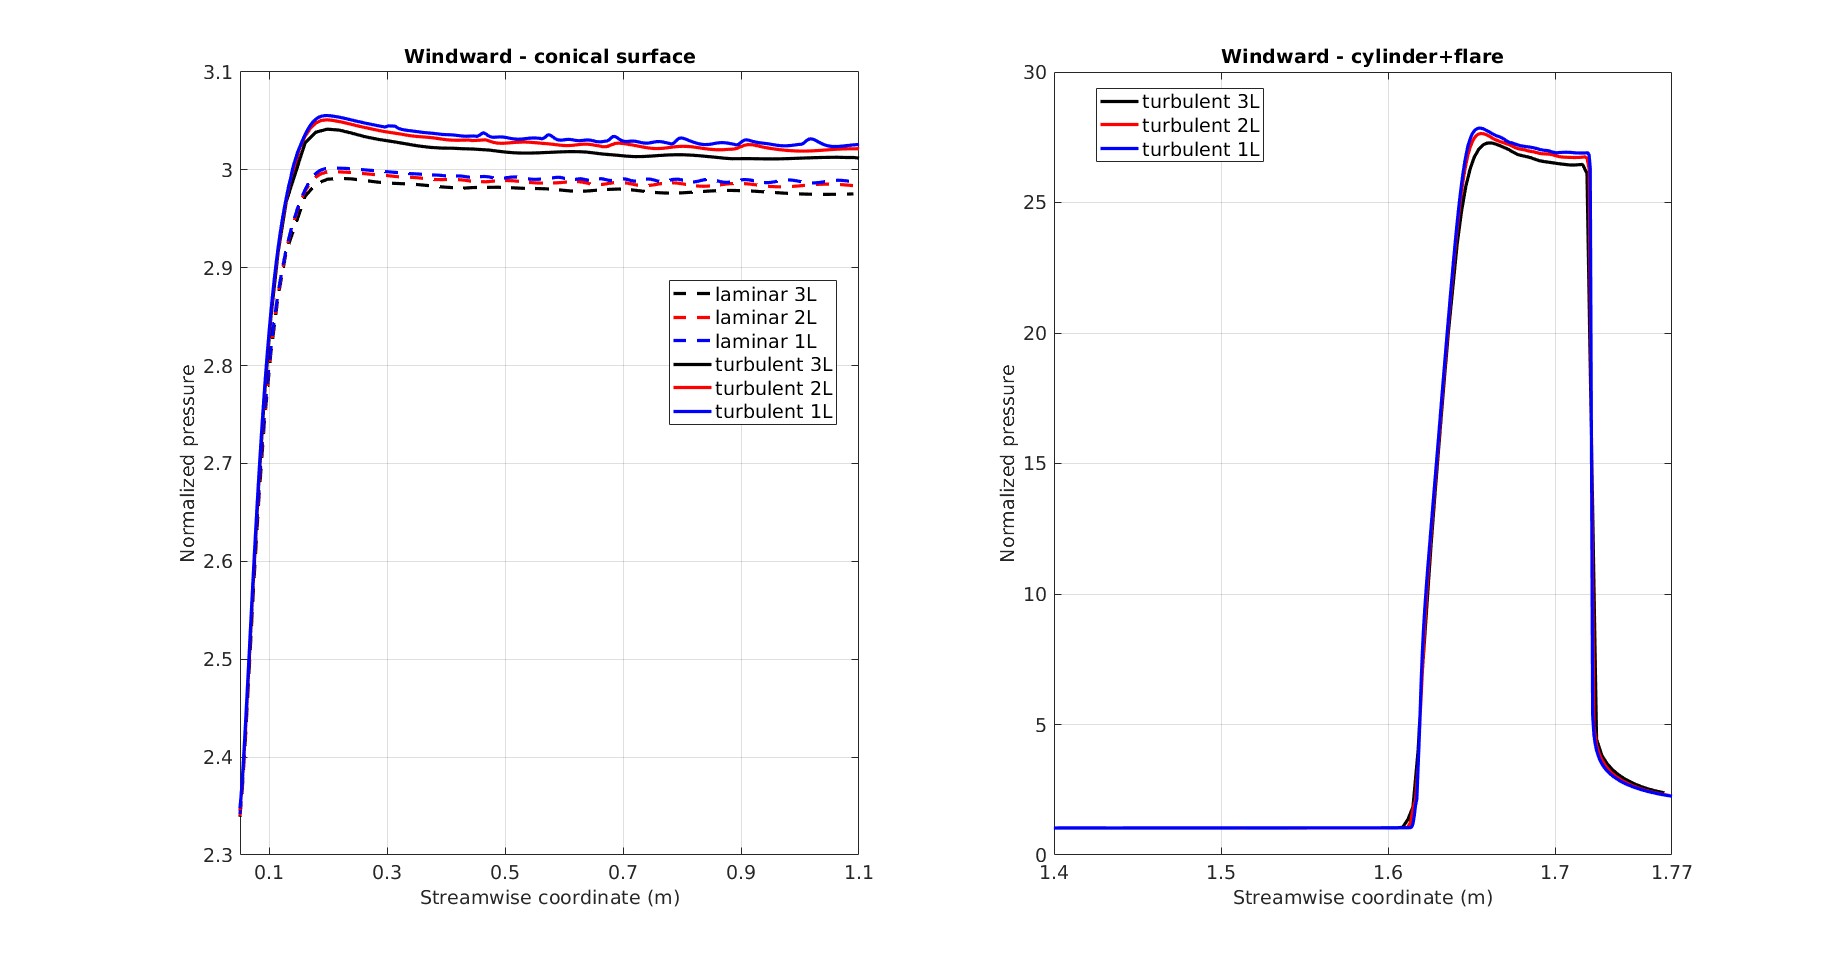 Windward - conical surface
3.1
3
2.9
2.8
2.7
2.6
2.5
2.4
2.3
Normalized pressure
laminar 3L
laminar 2L
laminar 1L
turbulent 3L
turbulent 2L
turbulent 1L
0.1 0.3 0.5 0.7 0.9 1.1
Streamwise coordinate (m)
Windward - cylinder+flare
30
25
20
15
10
5
0
Normalized pressure
turbulent 3L
turbulent 2L
turbulent 1L
1.4 1.5 1.6 1.7 1.77
Streamwise coordinate (m)